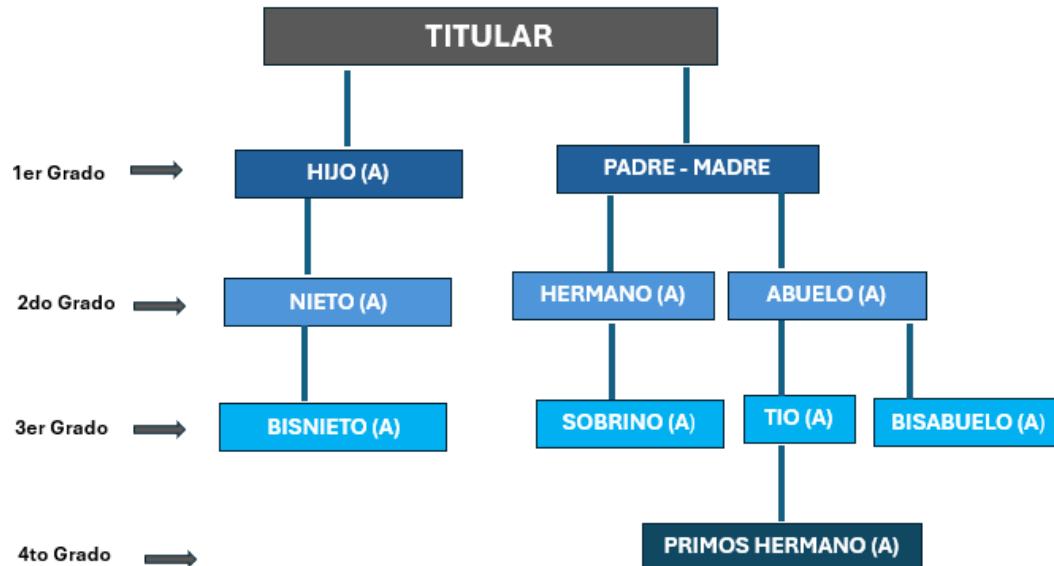 TITULAR
1er Grado
HIJO (A)
PADRE - MADRE
2do Grado
NIETO (A)
HERMANO (A)
ABUELO (A)
3er Grado
BISNIETO (A)
SOBRINO (A)
TIO (A)
BISABUELO (A)
4to Grado
PRIMOS HERMANO (A)